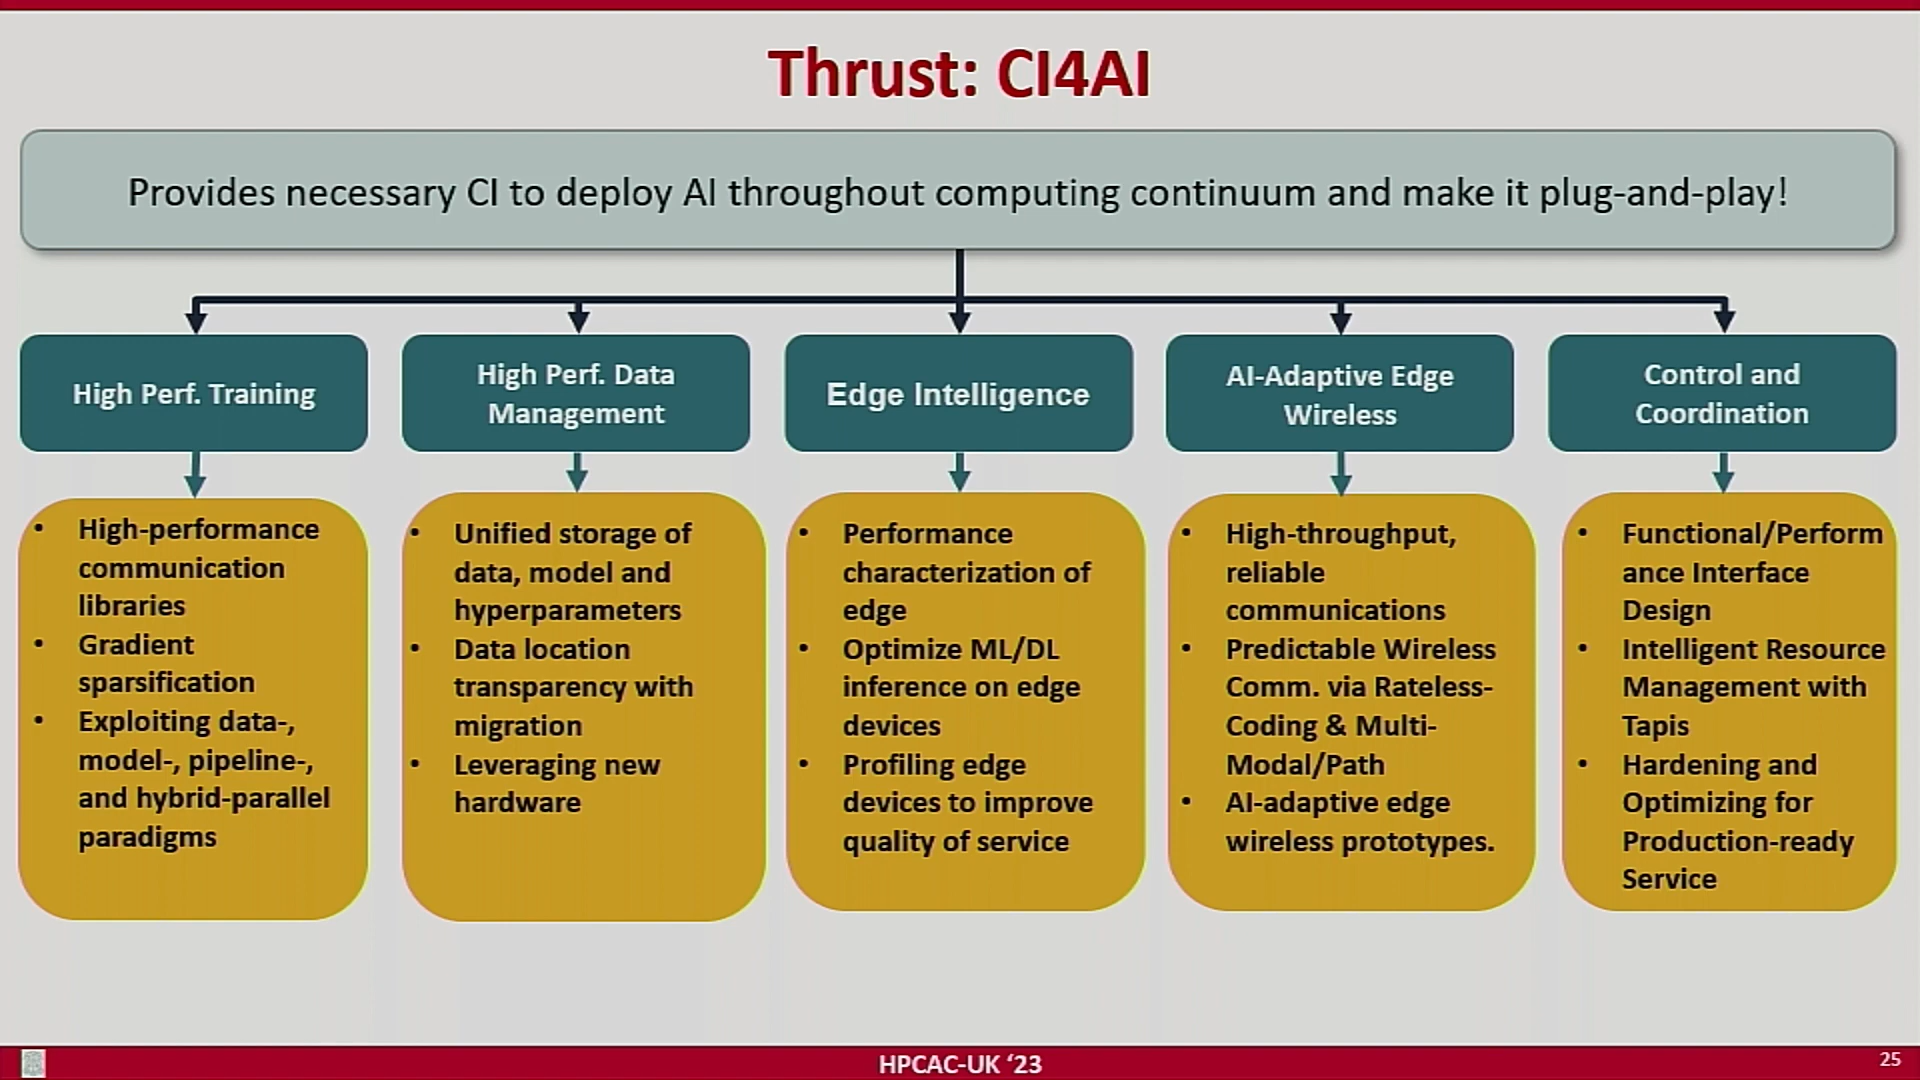 Thrust: CI4AI
Provides necessary CI to deploy AI throughout computing continuum and make it plug-and-play!
High Perf. Training
High Perf. Data
Management
Edge Intelligence
AI-Adaptive Edge
Wireless
Control and
Coordination
• High-performance
communication
libraries
• Gradient
sparsification
• Exploiting data-,
model-, pipeline-,
and hybrid-parallel
paradigms
• Unified storage of
data, model and
hyperparameters
• Data location
transparency with
migration
• Leveraging new
hardware
• Performance
characterization of
edge
• Optimize ML/DL
inference on edge
devices
• Profiling edge
devices to improve
quality of service
• High-throughput,
reliable
communications
• Predictable Wireless
Comm. via Rateless-
Coding & Multi-
Modal/Path
• AI-adaptive edge
wireless prototypes.
• Functional/Perform
ance Interface
Design
• Intelligent Resource
Management with
Tapis
• Hardening and
Optimizing for
Production-ready
Service
HPCAC-UK ‘23
25